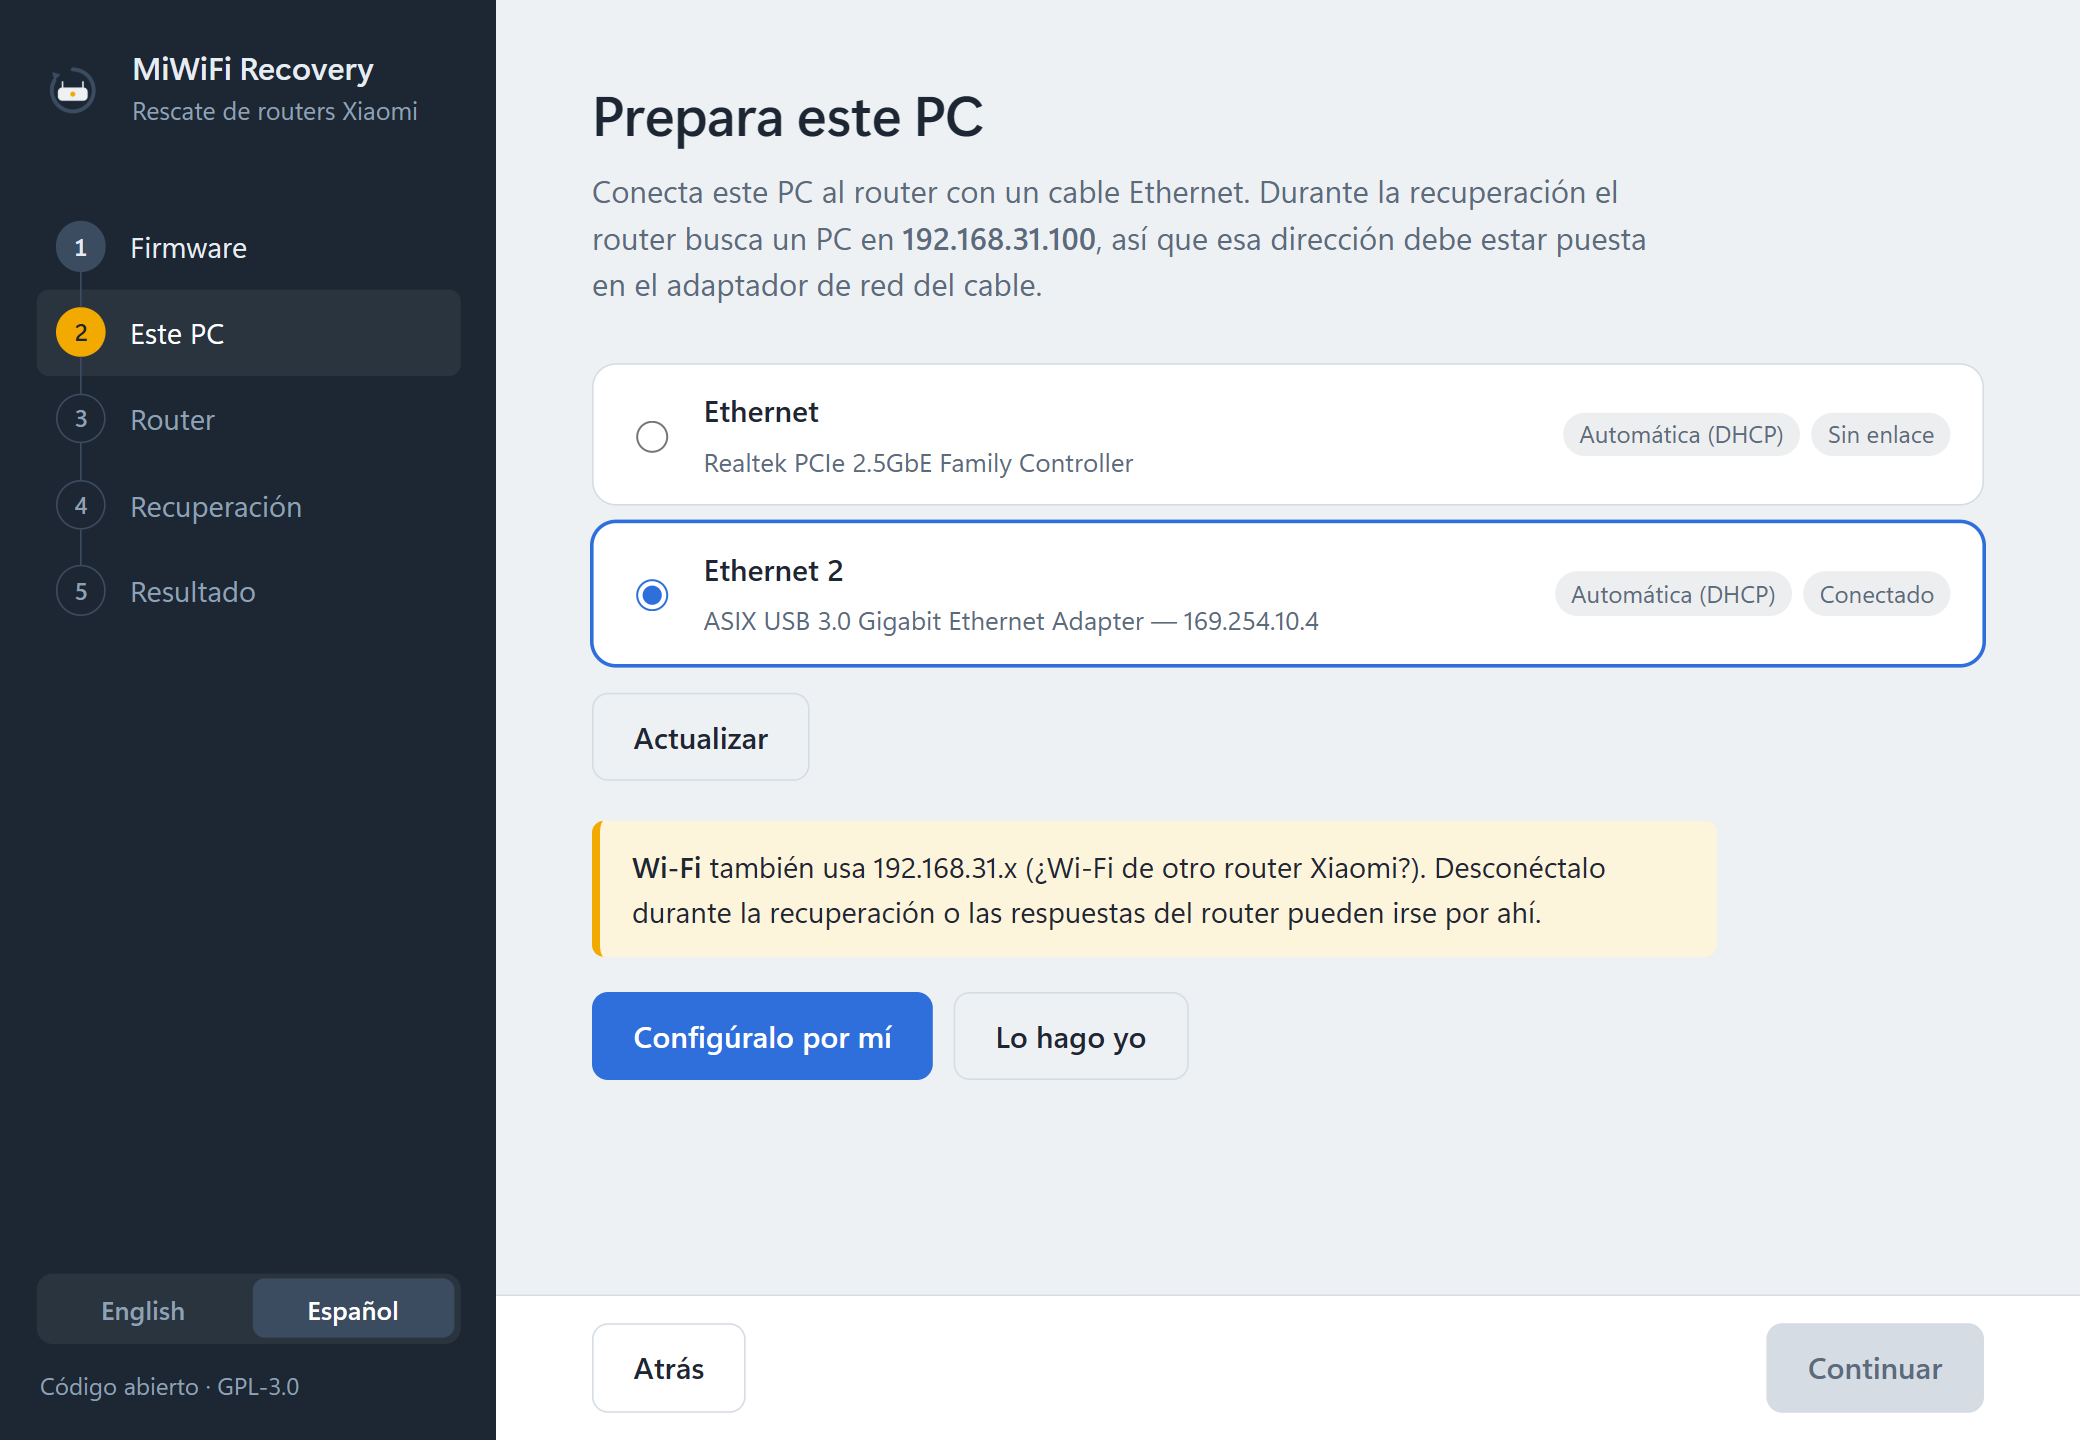 MiWiFi Recovery
Rescate de routers Xiaomi
1 Firmware
2 Este PC
3 Router
4 Recuperación
5 Resultado
English Español
Código abierto · GPL-3.0
Prepara este PC
Conecta este PC al router con un cable Ethernet. Durante la recuperación el
router busca un PC en 192.168.31.100, así que esa dirección debe estar puesta
en el adaptador de red del cable.
Ethernet
Realtek PCIe 2.5GbE Family Controller
Automática (DHCP) Sin enlace
Ethernet 2
ASIX USB 3.0 Gigabit Ethernet Adapter — 169.254.10.4
Automática (DHCP) Conectado
Actualizar
Wi-Fi también usa 192.168.31.x (¿Wi-Fi de otro router Xiaomi?). Desconéctalo
durante la recuperación o las respuestas del router pueden irse por ahí.
Configúralo por mí Lo hago yo
Atrás Continuar